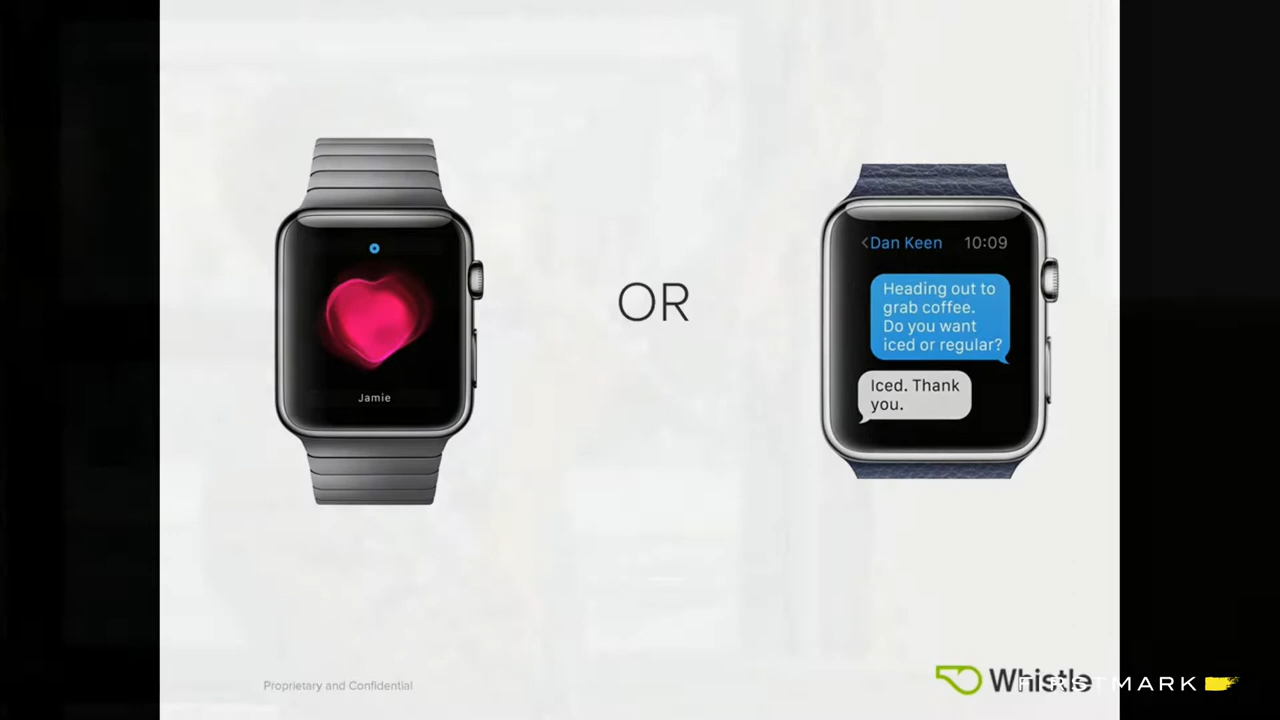 Jamie
OR
<Dan Keen 10:09
Heading out to
grab coffee.
Do you want
iced or regular?
Iced. Thank
you.
Proprietary and Confidential
Whistle
FIRSTMARK